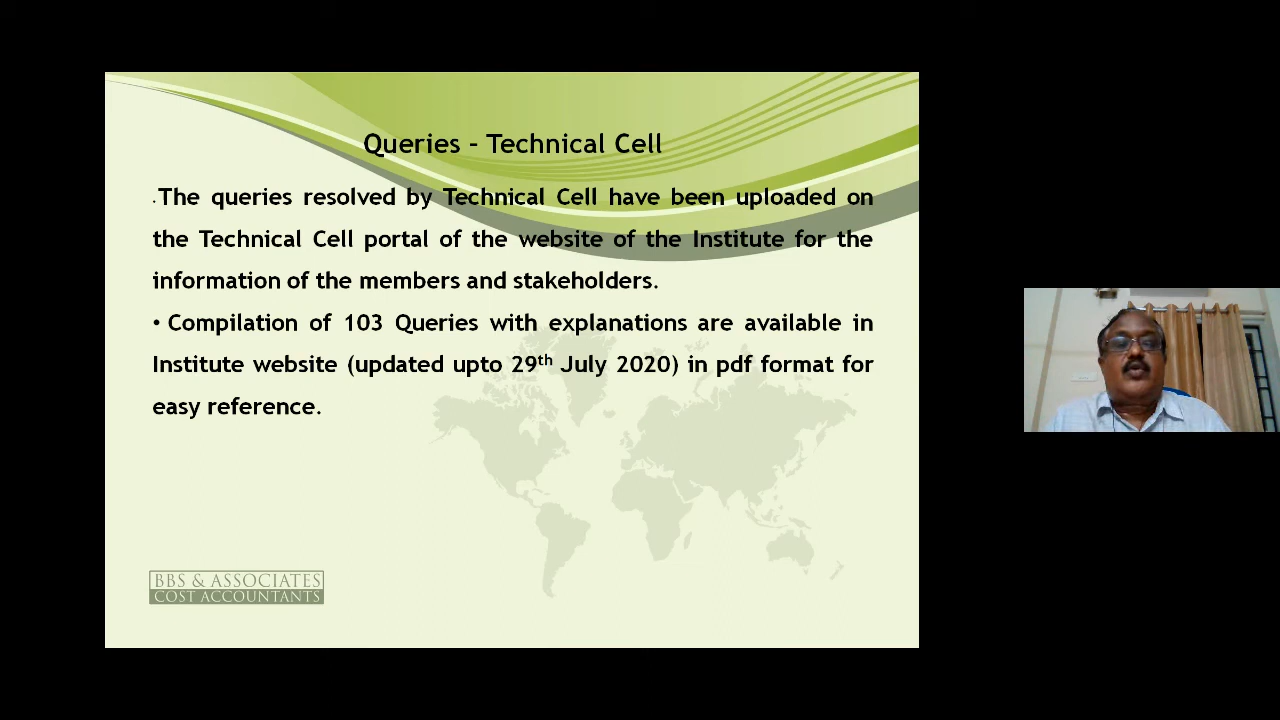 Queries - Technical Cell
.The queries resolved by Technical Cell have been uploaded on
the Technical Cell portal of the website of the Institute for the
information of the members and stakeholders.
• Compilation of 103 Queries with explanations are available in
Institute website (updated upto 29th July 2020) in pdf format for
easy reference.
BBS & ASSOCIATES
COST ACCOUNTANTS